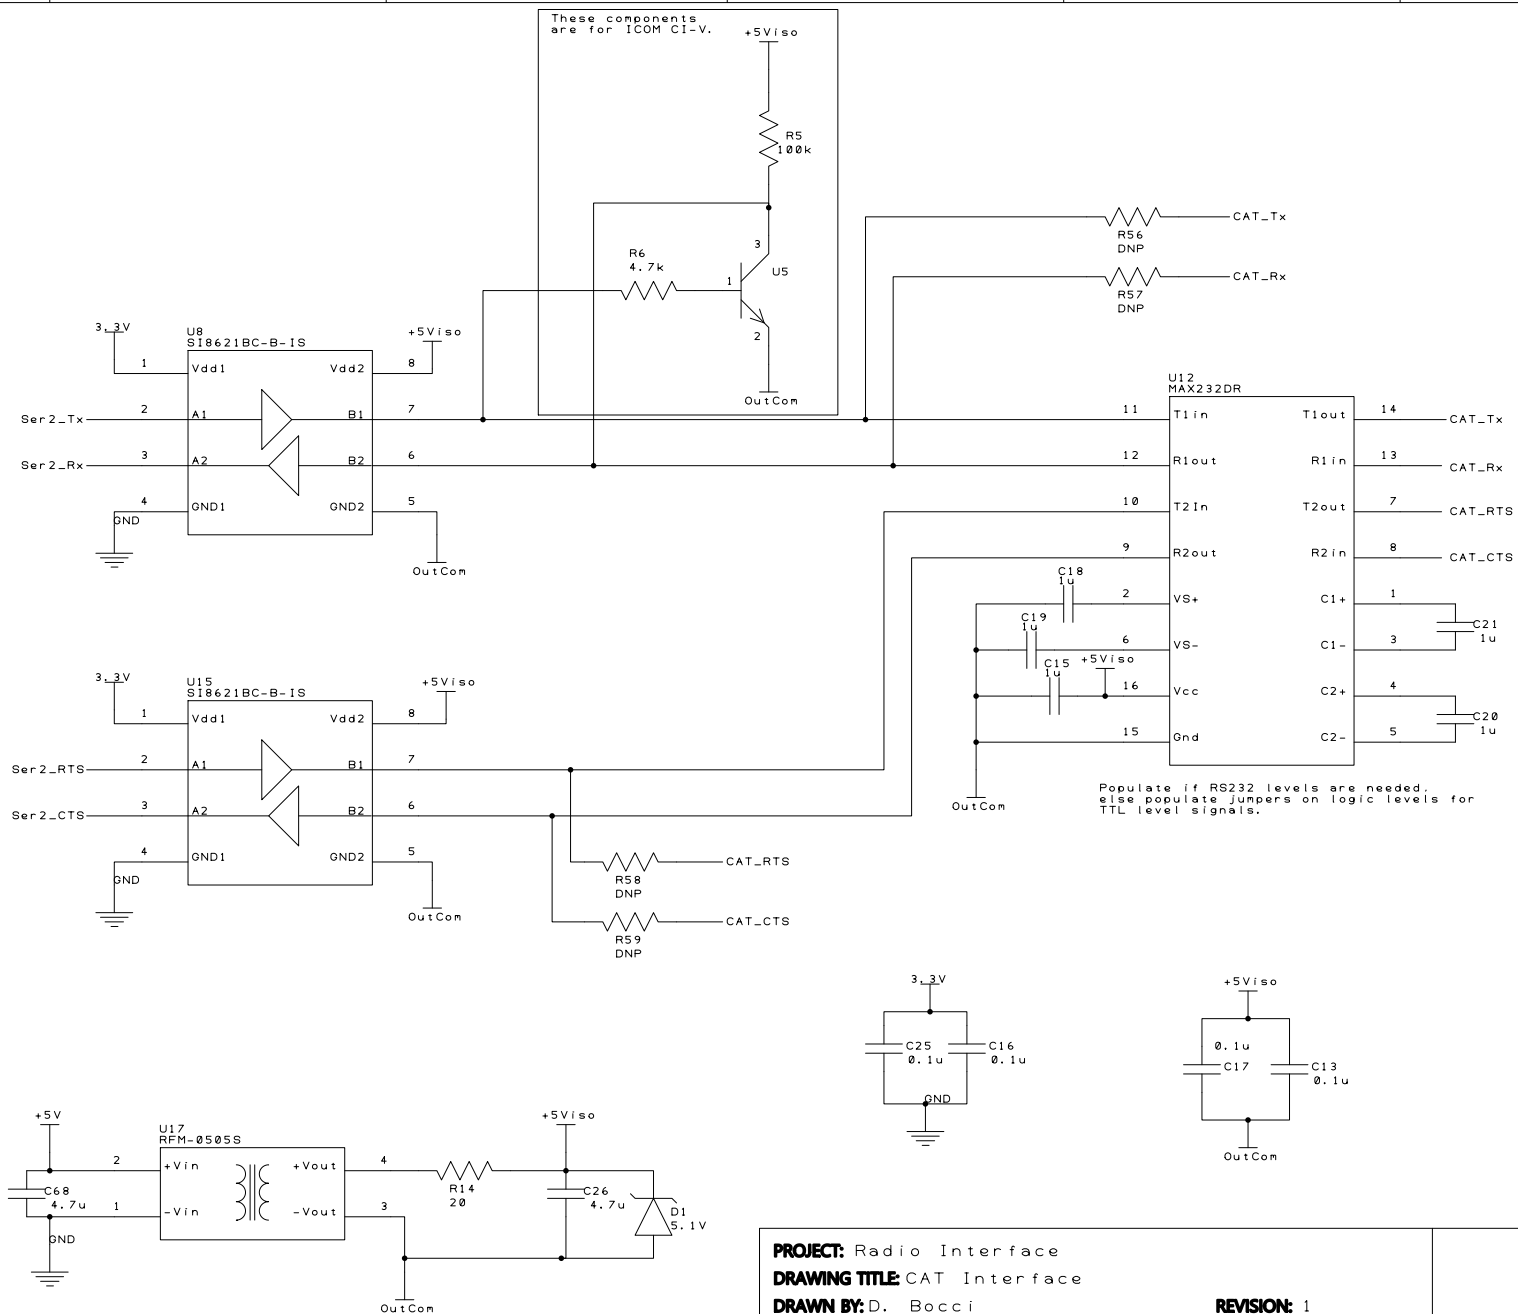 These components
are for ICOM CI-V.
+5Viso
R5
100k
R6
4.7k
3
1
U5
2
OutCom
CAT_Tx
R56
DNP
CAT_Rx
R57
DNP
3.3V
U8
SI8621BC-B-IS
+5Viso
1
Vdd1
Vdd2
8
Ser2_Tx
2
A1
B1
7
Ser2_Rx
3
A2
B2
6
4
GND1
GND2
5
GND
OutCom
U12
MAX232DR
11
T1in
T1out
14
CAT_Tx
12
R1out
R1in
13
CAT_Rx
10
T2In
T2out
7
CAT_RTS
9
R2out
R2in
8
CAT_CTS
C18
1u
2
VS+
C1+
1
C19
1u
6
VS-
C1-
3
C21
1u
C15
1u
+5Viso
16
Vcc
C2+
4
15
Gnd
C2-
5
C20
1u
OutCom
Populate if RS232 levels are needed,
else populate jumpers on logic levels for
TTL level signals.
3.3V
U15
SI8621BC-B-IS
+5Viso
1
Vdd1
Vdd2
8
Ser2_RTS
2
A1
B1
7
Ser2_CTS
3
A2
B2
6
4
GND1
GND2
5
GND
OutCom
CAT_RTS
R58
DNP
CAT_CTS
R59
DNP
3.3V
C25
0.1u
C16
0.1u
GND
+5Viso
0.1u
C17
C13
0.1u
OutCom
+5V
U17
RFM-0505S
+5Viso
2
+Vin
+Vout
4
C68
4.7u
R14
20
C26
4.7u
1
-Vin
-Vout
3
D1
5.1V
GND
OutCom
PROJECT: Radio Interface
DRAWING TITLE: CAT Interface
DRAWN BY: D. Bocci
REVISION: 1